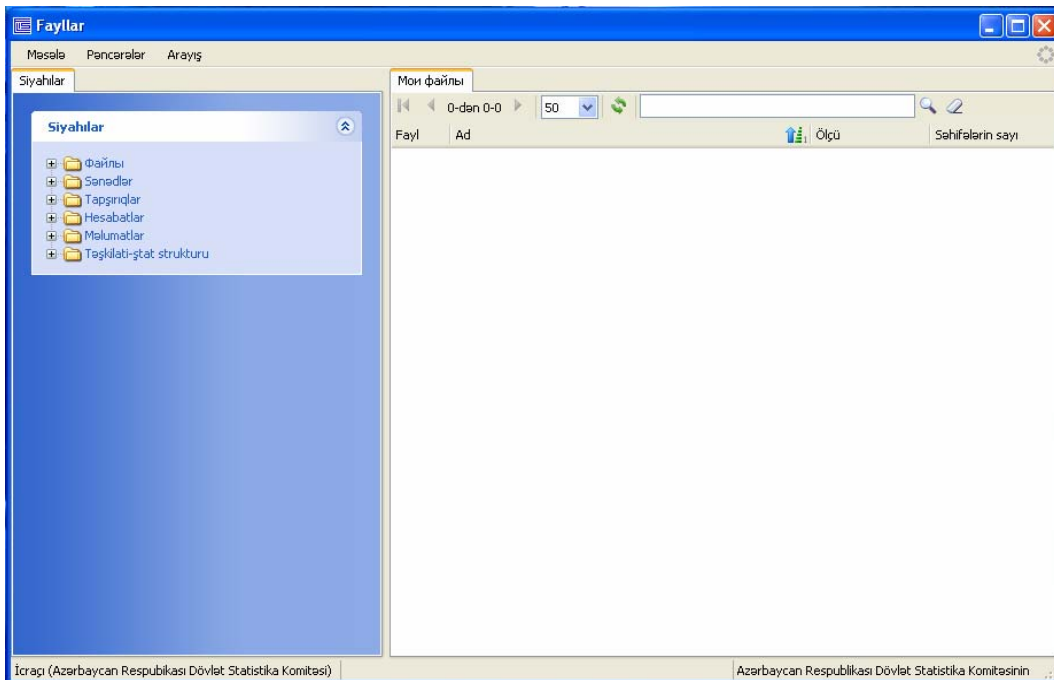 Fayllar
Məsələ Pəncərələr Arayış
Siyahılar
Мои файлы
0-dən 0-0 50
Siyahılar
Fayl Ad 1 Ölçü Səhifələrin sayı
Файлы
Sənədlər
Tapşırıqlar
Hesabatlar
Məlumatlar
Təşkilati-ştat strukturu
İcraçı (Azərbaycan Respubikası Dövlət Statistika Komitəsi) Azərbaycan Respublikası Dövlət Statistika Komitəsinin